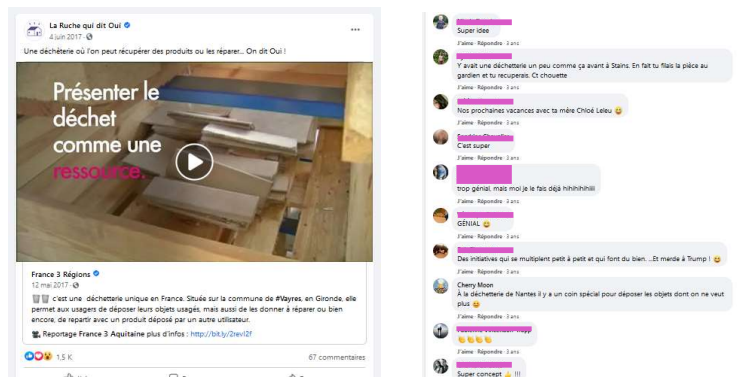 La Ruche qui dit Oui
4 juin 2017 ·
Une déchèterie où l'on peut récupérer des produits ou les réparer... On dit Oui !
Présenter le
déchet
comme une
ressource.
France 3 Régions
12 mai 2017 ·
🗑🗑 c'est une déchetterie unique en France. Située sur la commune de #Vayres, en Gironde, elle
permet aux usagers de déposer leurs objets usagés, mais aussi de les donner à réparer ou bien
encore, de repartir avec un produit déposé par un autre utilisateur.
🎥 Reportage France 3 Aquitaine plus d'infos : http://bit.ly/2revI2f
1,5 K
67 commentaires
Super idee
J'aime · Répondre · 3 ans
Y avait une déchetterie un peu comme ça avant à Stains. En fait tu filais la pièce au
gardien et tu recuperais. Ct chouette
J'aime · Répondre · 3 ans
Nos prochaines vacances avec ta mère Chloé Leleu 😄
J'aime · Répondre · 3 ans
C'est super
J'aime · Répondre · 3 ans
trop génial, mais moi je le fais déjà hihihihihiii
J'aime · Répondre · 3 ans
GÉNIAL 😀
J'aime · Répondre · 3 ans
Des initiatives qui se multiplient petit à petit et qui font du bien. ..Et merde à Trump ! 😄
J'aime · Répondre · 3 ans
Cherry Moon
À la déchetterie de Nantes il y a un coin spécial pour déposer les objets dont on ne veut
plus 😀
J'aime · Répondre · 3 ans
👏👏👏👏
J'aime · Répondre · 3 ans
Super concept 👍 !!!